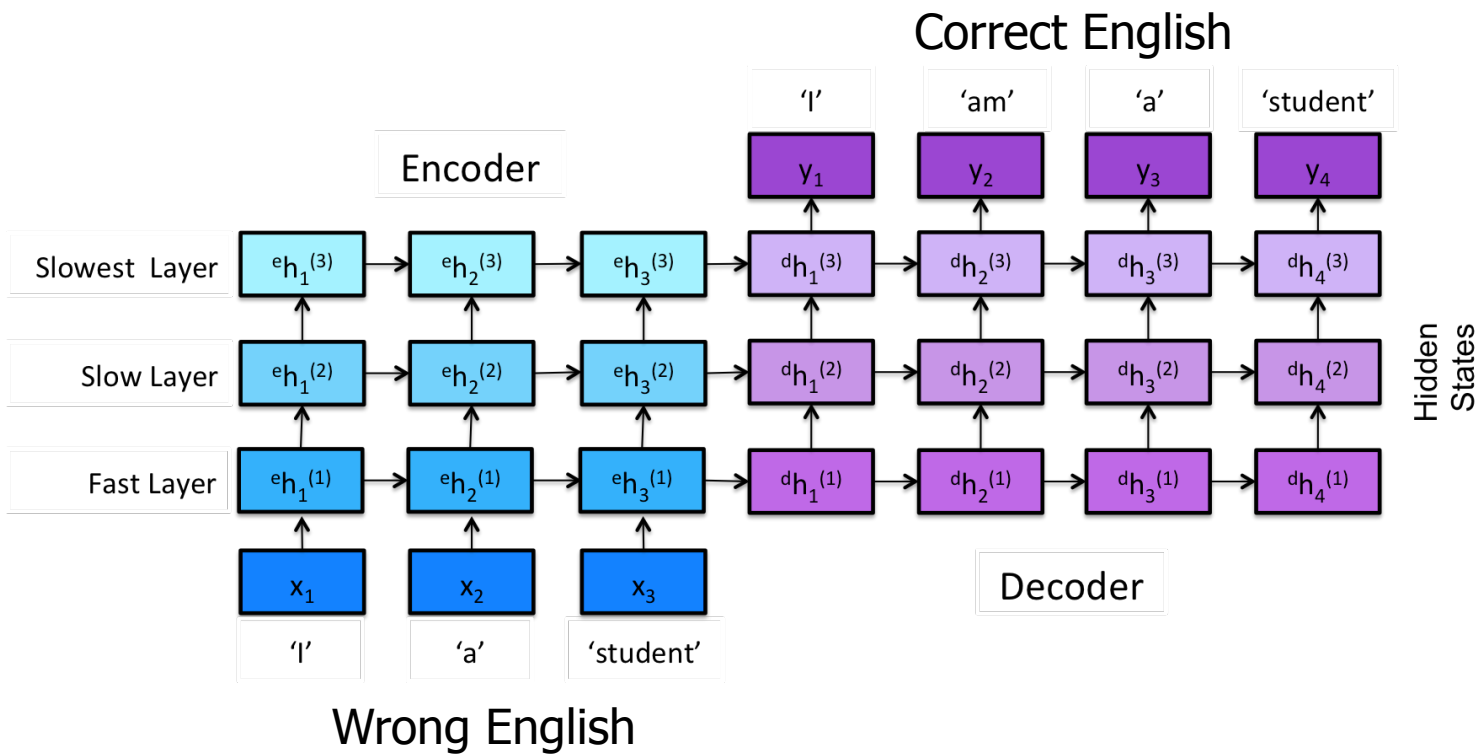 Correct English
‘I’ ‘am’ ‘a’ ‘student’
Encoder
y₁ y₂ y₃ y₄
Slowest Layer ᵉh₁⁽³⁾ ᵉh₂⁽³⁾ ᵉh₃⁽³⁾ ᵈh₁⁽³⁾ ᵈh₂⁽³⁾ ᵈh₃⁽³⁾ ᵈh₄⁽³⁾
Slow Layer ᵉh₁⁽²⁾ ᵉh₂⁽²⁾ ᵉh₃⁽²⁾ ᵈh₁⁽²⁾ ᵈh₂⁽²⁾ ᵈh₃⁽²⁾ ᵈh₄⁽²⁾
Hidden
States
Fast Layer ᵉh₁⁽¹⁾ ᵉh₂⁽¹⁾ ᵉh₃⁽¹⁾ ᵈh₁⁽¹⁾ ᵈh₂⁽¹⁾ ᵈh₃⁽¹⁾ ᵈh₄⁽¹⁾
x₁ x₂ x₃
Decoder
‘I’ ‘a’ ‘student’
Wrong English